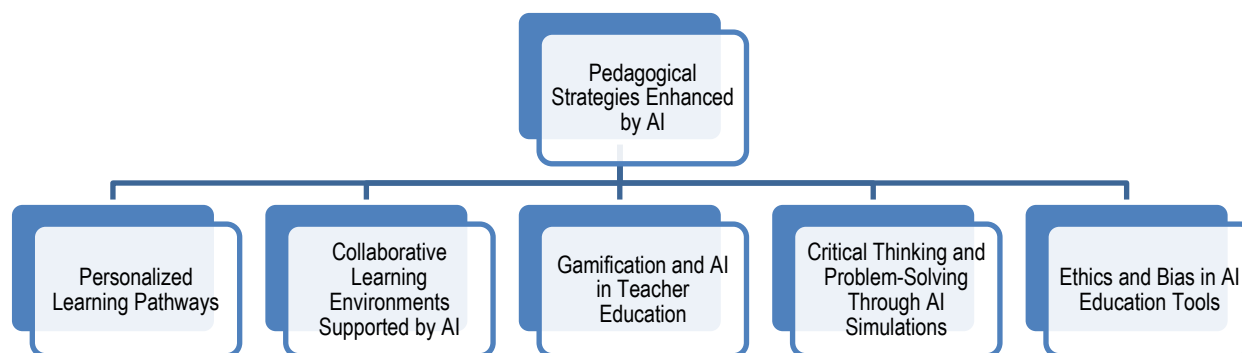 Pedagogical
Strategies Enhanced
by AI
Personalized
Learning Pathways
Collaborative
Learning
Environments
Supported by AI
Gamification and AI
in Teacher
Education
Critical Thinking and
Problem-Solving
Through AI
Simulations
Ethics and Bias in AI
Education Tools